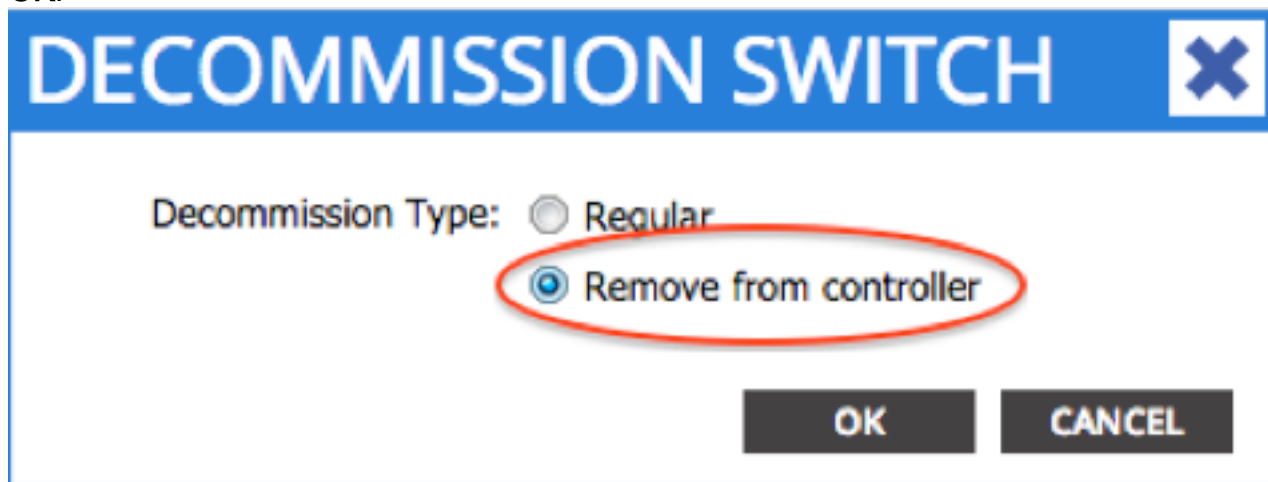 DECOMMISSION SWITCH
Decommission Type: Regular
Remove from controller
OK CANCEL